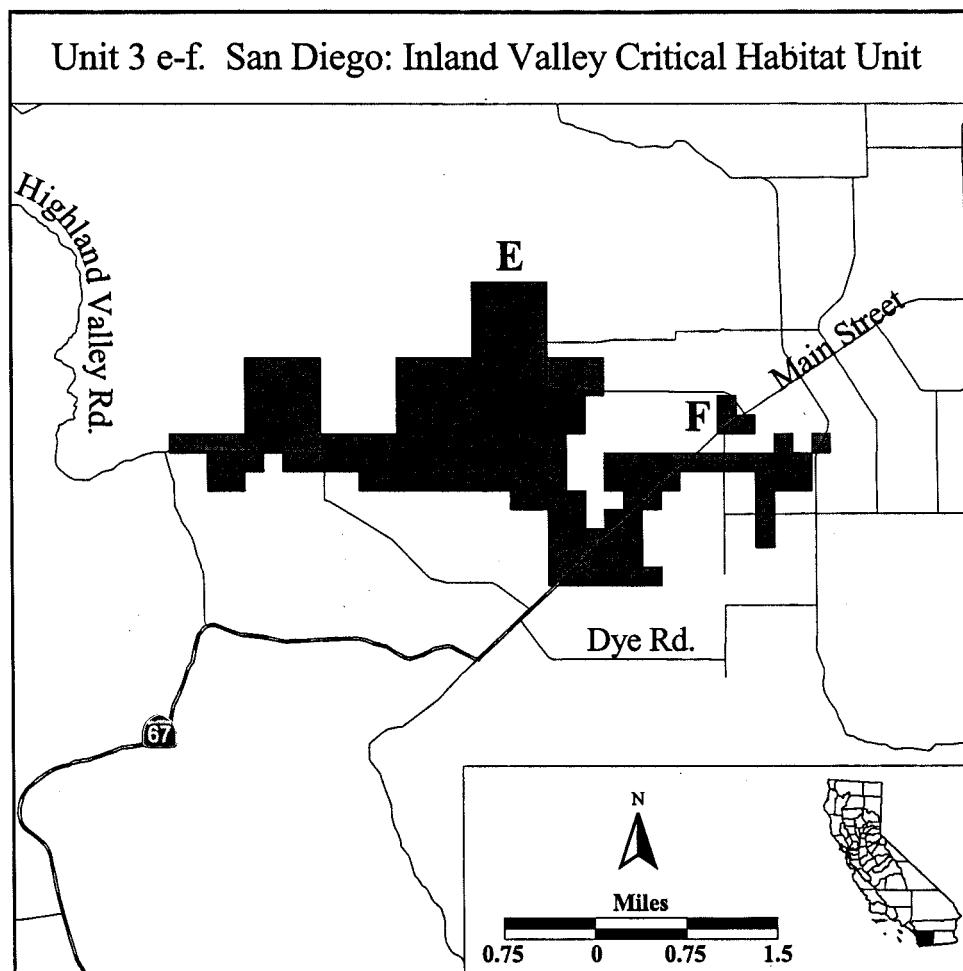 Unit 3 e-f. San Diego: Inland Valley Critical Habitat Unit
Highland Valley Rd.
E
Main Street
F
Dye Rd.
67
N
Miles
0.75 0 0.75 1.5